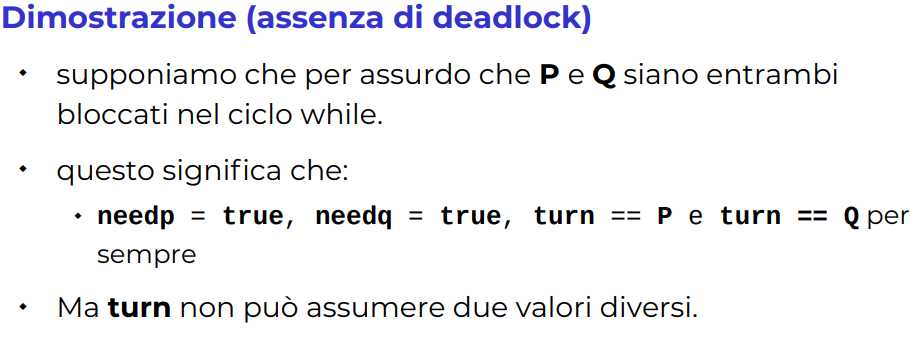 Dimostrazione (assenza di deadlock)
• supponiamo che per assurdo che P e Q siano entrambi
bloccati nel ciclo while.
• questo significa che:
• needp = true, needq = true, turn == P e turn == Q per
sempre
• Ma turn non può assumere due valori diversi.